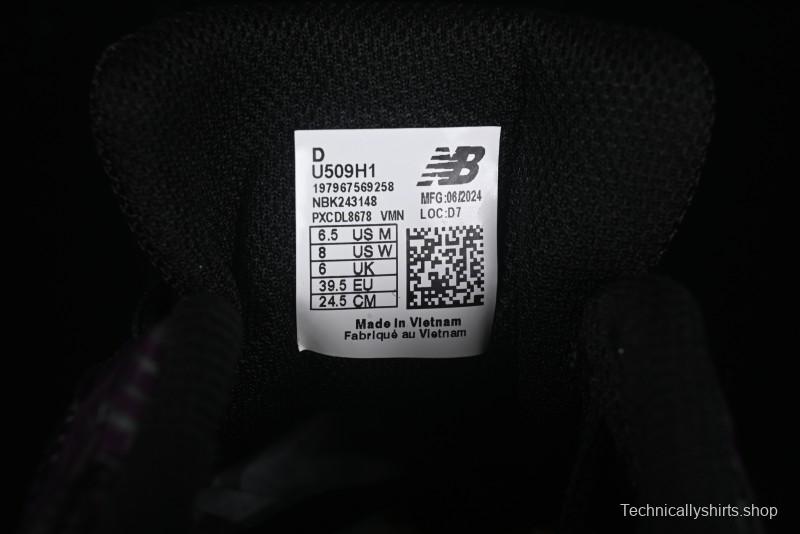 D
U509H1
197967569258
NBK243148
PXCDL8678 VMN
NB
MFG:06/2024
LOC:D7
6.5 US M
8 US W
6 UK
39.5 EU
24.5 CM
Made in Vietnam
Fabriqué au Vietnam
Technicallyshirts.shop